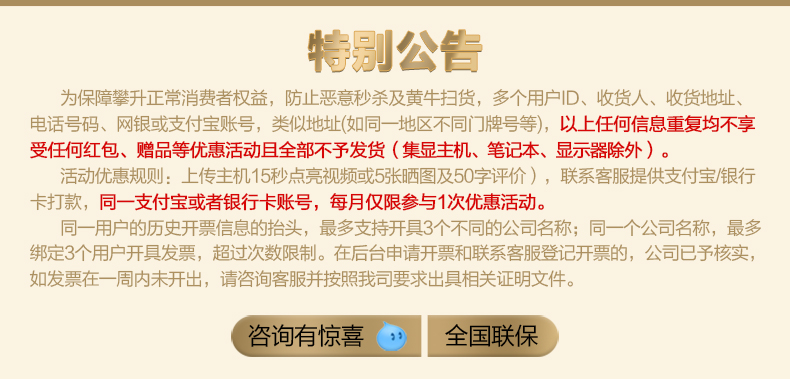 特别公告
为保障攀升正常消费者权益，防止恶意秒杀及黄牛扫货，多个用户ID、收货人、收货地址、
电话号码、网银或支付宝账号，类似地址(如同一地区不同门牌号等)，以上任何信息重复均不享
受任何红包、赠品等优惠活动且全部不予发货（集显主机、笔记本、显示器除外）。
活动优惠规则：上传主机15秒点亮视频或5张晒图及50字评价），联系客服提供支付宝/银行
卡打款，同一支付宝或者银行卡账号，每月仅限参与1次优惠活动。
同一用户的历史开票信息的抬头，最多支持开具3个不同的公司名称；同一个公司名称，最多
绑定3个用户开具发票，超过次数限制。在后台申请开票和联系客服登记开票的，公司已予核实，
如发票在一周内未开出，请咨询客服并按照我司要求出具相关证明文件。
咨询有惊喜
全国联保